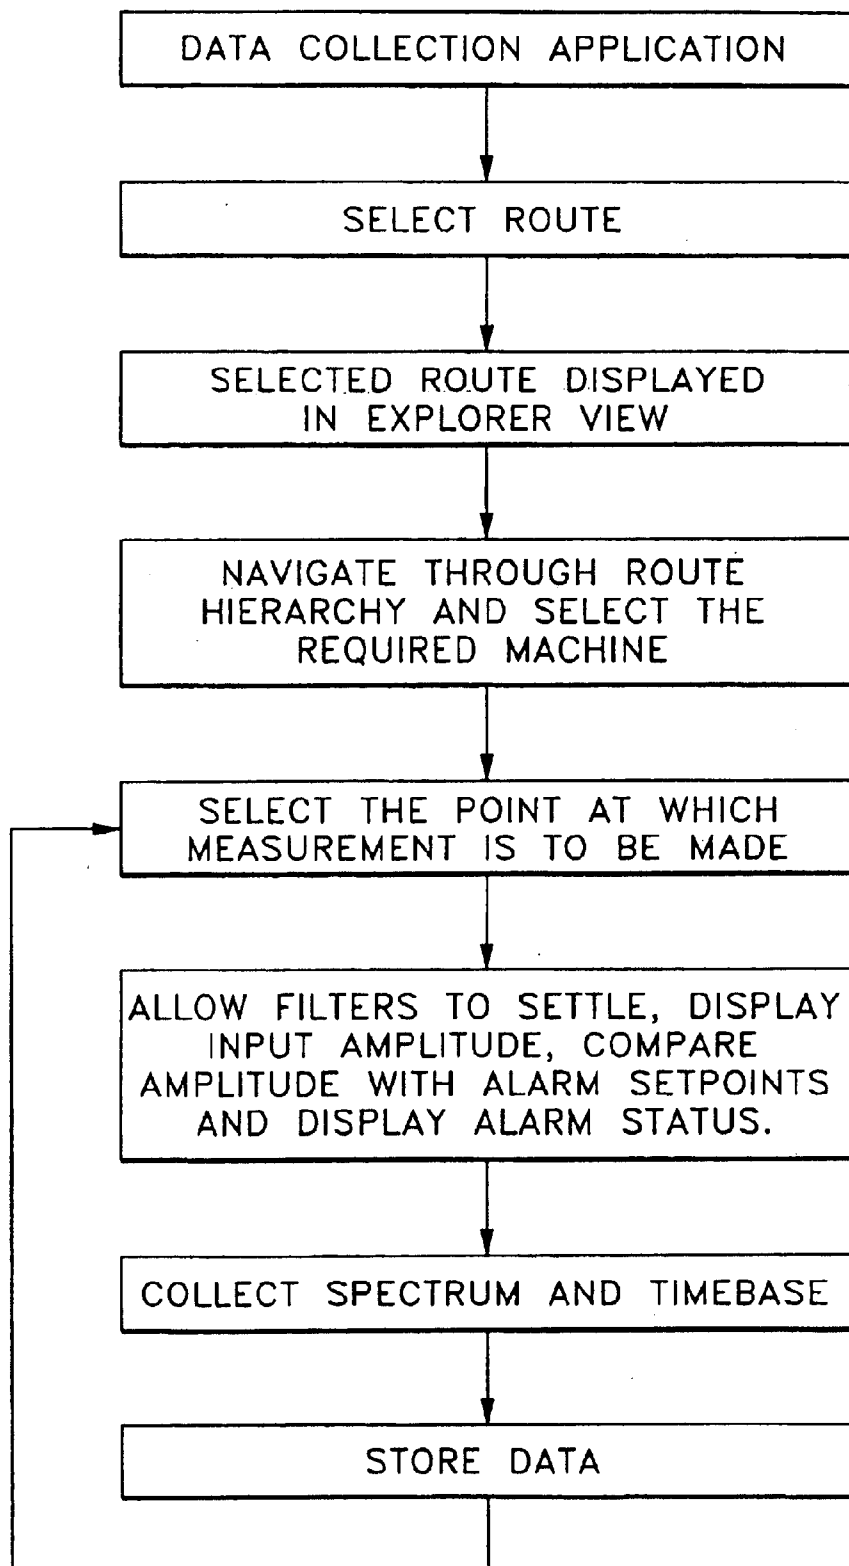 DATA COLLECTION APPLICATION
SELECT ROUTE
SELECTED ROUTE DISPLAYED
IN EXPLORER VIEW
NAVIGATE THROUGH ROUTE
HIERARCHY AND SELECT THE
REQUIRED MACHINE
SELECT THE POINT AT WHICH
MEASUREMENT IS TO BE MADE
ALLOW FILTERS TO SETTLE, DISPLAY
INPUT AMPLITUDE, COMPARE
AMPLITUDE WITH ALARM SETPOINTS
AND DISPLAY ALARM STATUS.
COLLECT SPECTRUM AND TIMEBASE
STORE DATA